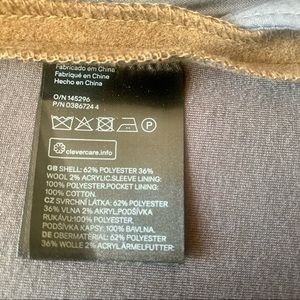 Fabricado em China
Fabriqué en Chine
Hecho en China
O/N 145296
P/N 0386724 4
P
clevercare.info
GB SHELL: 62% POLYESTER 36%
WOOL 2% ACRYLIC.SLEEVE LINING:
100% POLYESTER.POCKET LINING:
100% COTTON.
CZ SVRCHNÍ LÁTKA: 62% POLYESTER
36% VLNA 2% AKRYL.PODŠÍVKA
RUKÁVU:100% POLYESTER.
PODŠÍVKA KAPSY: 100% BAVLNA.
DE OBERMATERIAL: 62% POLYESTER
36% WOLLE 2% ACRYL.ÄRMELFUTTER: